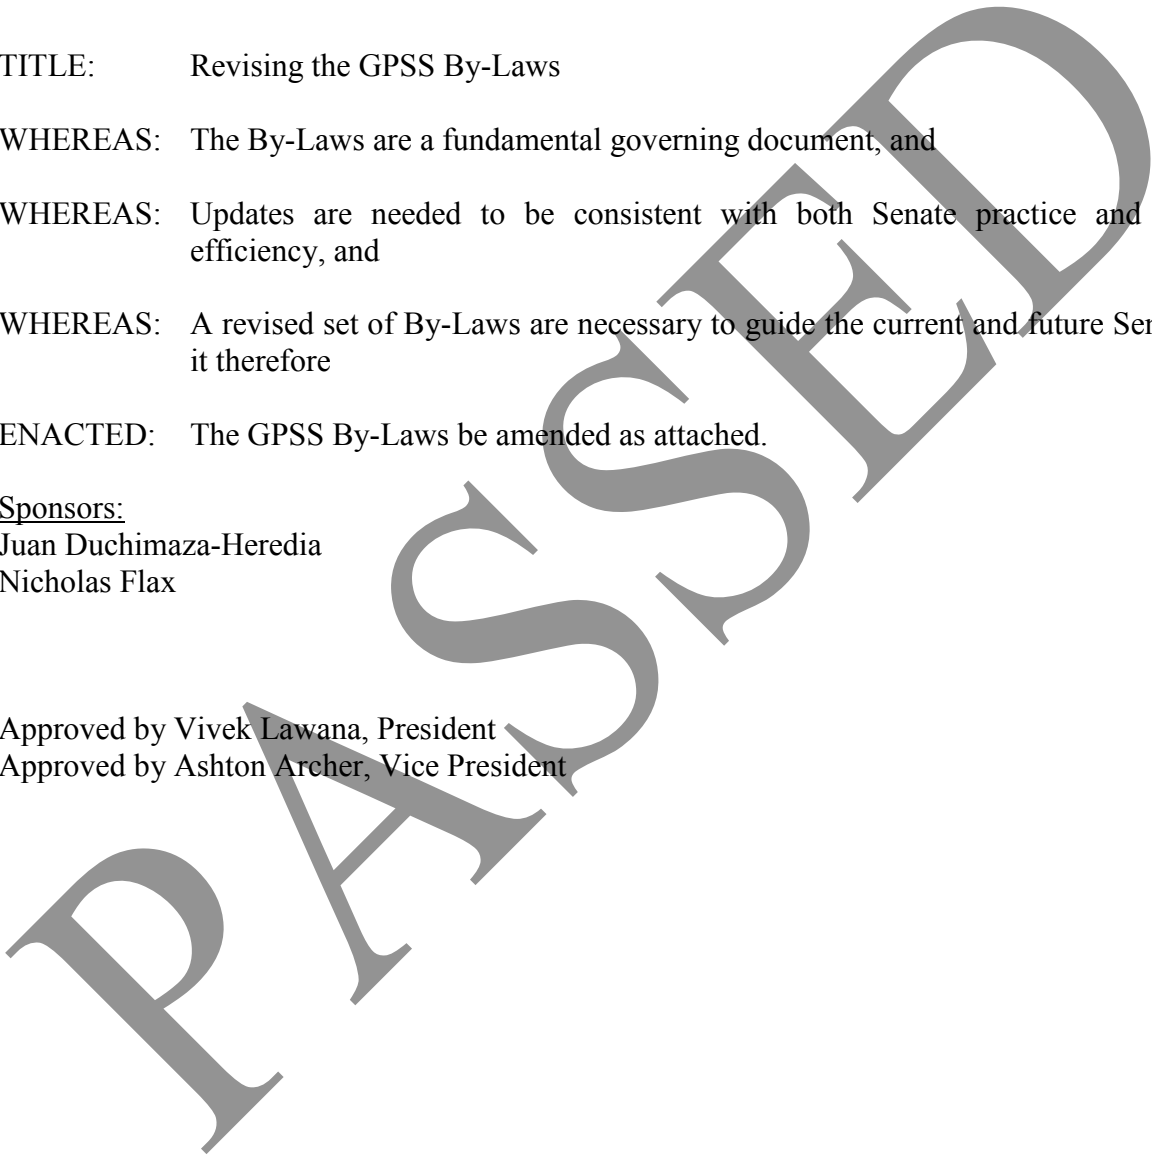 TITLE: Revising the GPSS By-Laws
WHEREAS: The By-Laws are a fundamental governing document, and
WHEREAS: Updates are needed to be consistent with both Senate practice and
efficiency, and
WHEREAS: A revised set of By-Laws are necessary to guide the current and future
it therefore
ENACTED: The GPSS By-Laws be amended as attached.
Sponsors:
Juan Duchimaza-Heredia
Nicholas Flax
Approved by Vivek Lawana, President
Approved by Ashton Archer, Vice President
PASSED